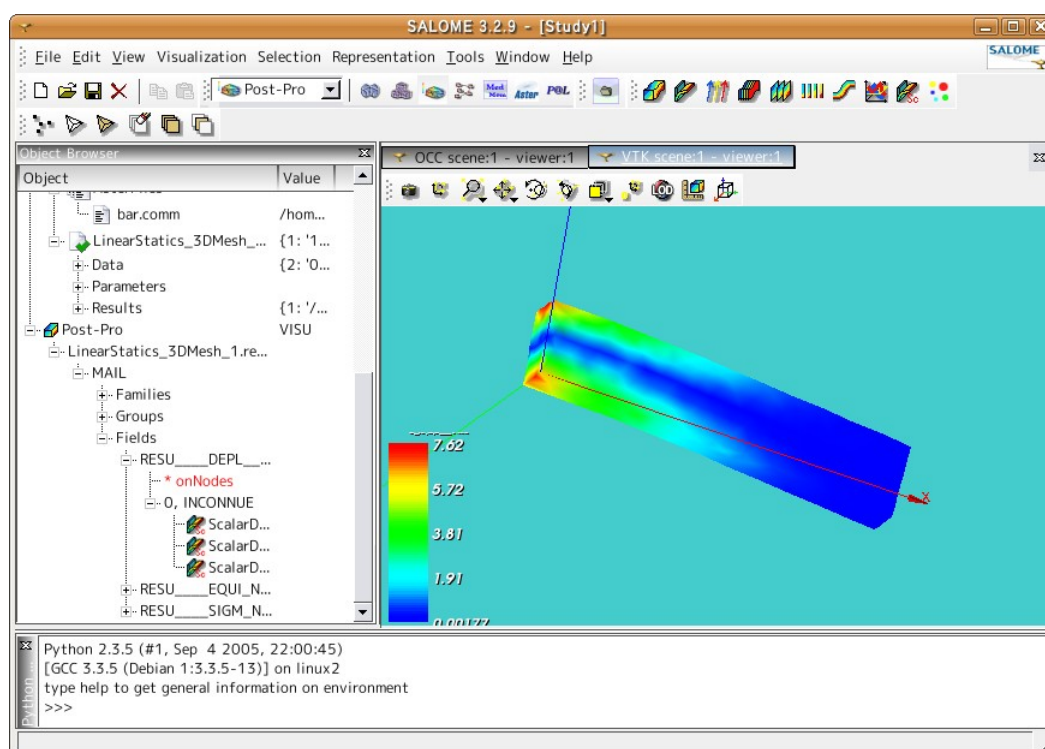 SALOME 3.2.9 - [Study1]
File Edit View Visualization Selection Representation Tools Window Help
SALOME
Post-Pro
Aster POL
Object Browser
Object Value
bar.comm /hom...
LinearStatics_3DMesh_... {1: '1...
Data {2: '0...
Parameters
Results {1: '/...
Post-Pro VISU
LinearStatics_3DMesh_1.re...
MAIL
Families
Groups
Fields
RESU____DEPL__...
* onNodes
0, INCONNUE
ScalarD...
ScalarD...
ScalarD...
RESU____EQUI_N...
RESU____SIGM_N...
OCC scene:1 - viewer:1
VTK scene:1 - viewer:1
LOD
X
7.62
5.72
3.81
1.91
0.00177
Python ...
Python 2.3.5 (#1, Sep 4 2005, 22:00:45)
[GCC 3.3.5 (Debian 1:3.3.5-13)] on linux2
type help to get general information on environment
>>>